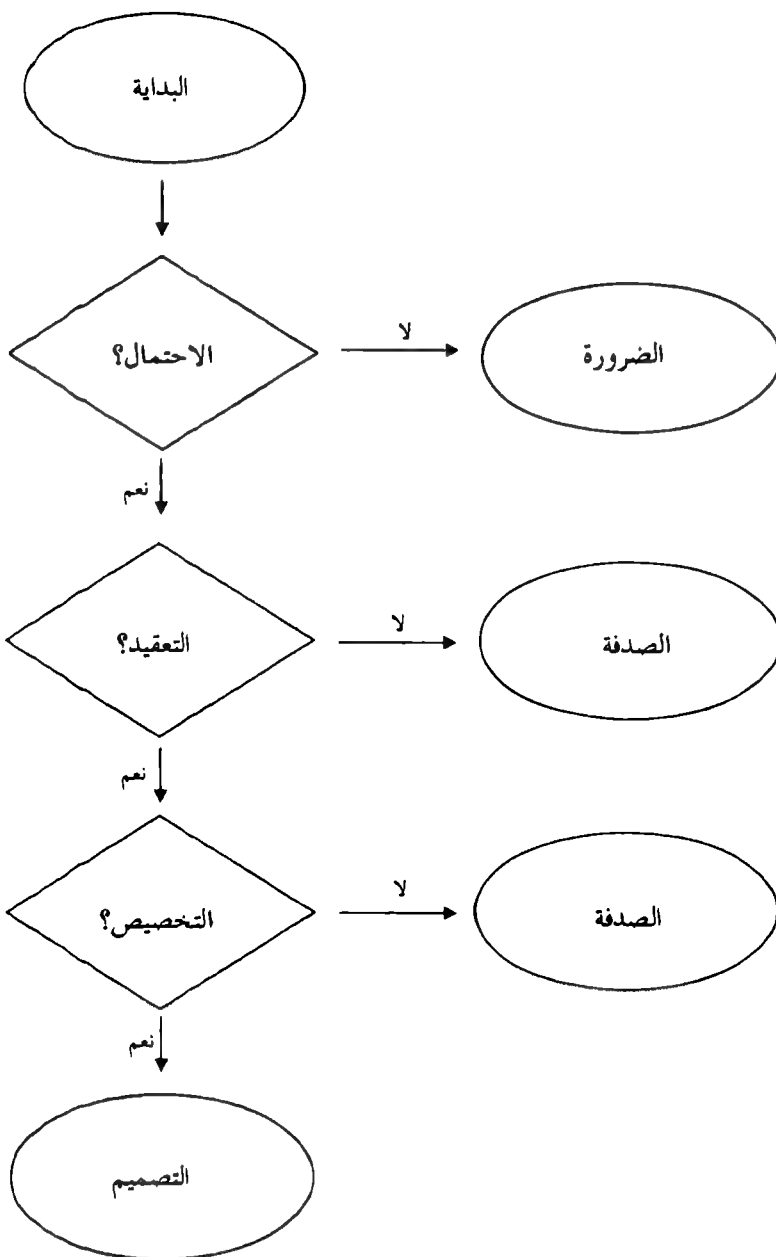 البداية
الاحتمال؟
لا
الضرورة
نعم
التعقيد؟
لا
الصدفة
نعم
التخصيص؟
لا
الصدفة
نعم
التصميم